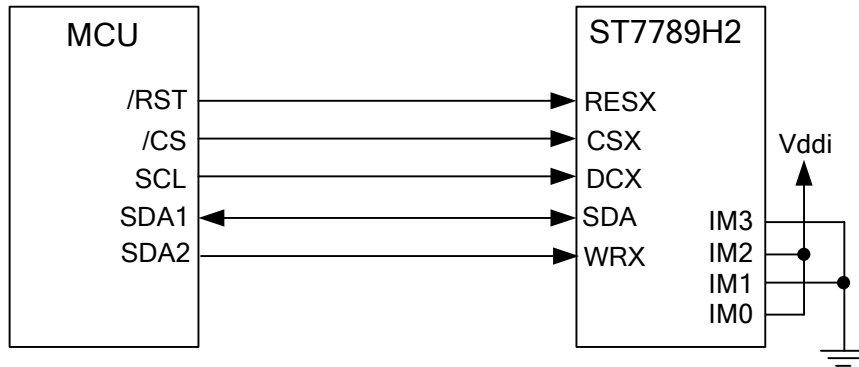 MCU
/RST
/CS
SCL
SDA1
SDA2
ST7789H2
RESX
CSX
DCX
SDA
WRX
IM3
IM2
IM1
IM0
Vddi